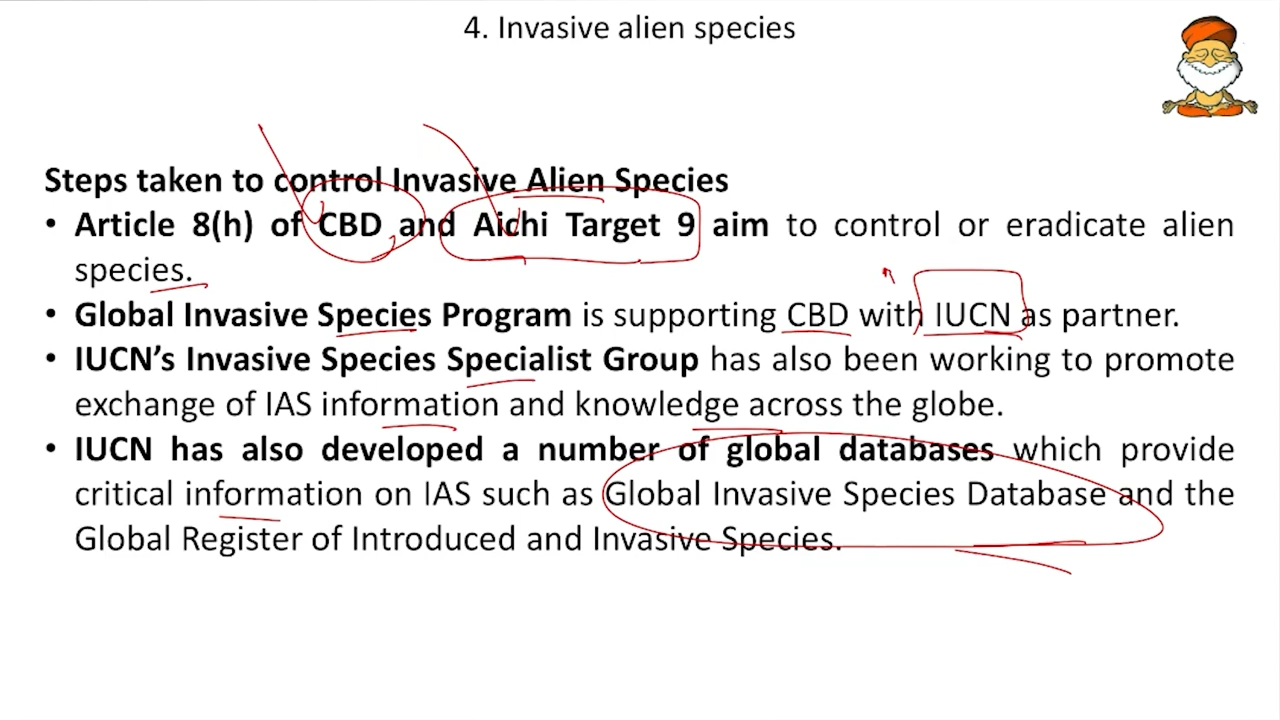 4. Invasive alien species
Steps taken to control Invasive Alien Species
• Article 8(h) of CBD and Aichi Target 9 aim to control or eradicate alien
species.
• Global Invasive Species Program is supporting CBD with IUCN as partner.
• IUCN’s Invasive Species Specialist Group has also been working to promote
exchange of IAS information and knowledge across the globe.
• IUCN has also developed a number of global databases which provide
critical information on IAS such as Global Invasive Species Database and the
Global Register of Introduced and Invasive Species.